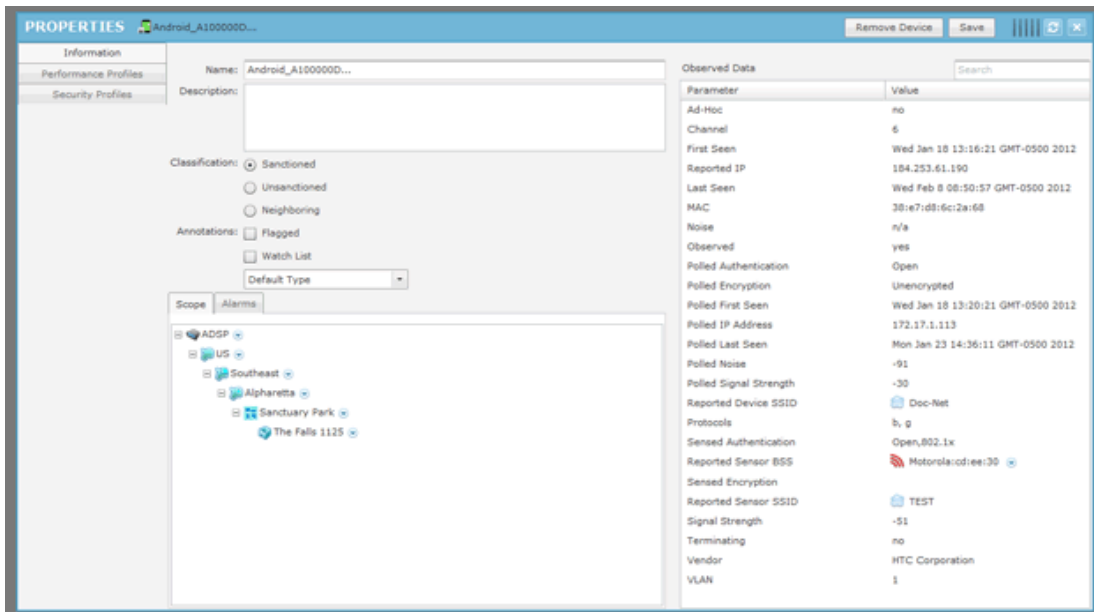 PROPERTIES Android_A100000D...
Remove Device Save
Information
Performance Profiles
Security Profiles
Name: Android_A100000D...
Description:
Classification: Sanctioned
Unsanctioned
Neighboring
Annotations: Flagged
Watch List
Default Type
Scope Alarms
ADSP
US
Southeast
Alpharetta
Sanctuary Park
The Falls 1125
Observed Data Search
Parameter Value
Ad-Hoc no
Channel 6
First Seen Wed Jan 18 13:16:21 GMT-0500 2012
Reported IP 184.253.61.190
Last Seen Wed Feb 8 08:50:57 GMT-0500 2012
MAC 38:e7:d8:6c:2a:68
Noise n/a
Observed yes
Polled Authentication Open
Polled Encryption Unencrypted
Polled First Seen Wed Jan 18 13:20:21 GMT-0500 2012
Polled IP Address 172.17.1.113
Polled Last Seen Mon Jan 23 14:36:11 GMT-0500 2012
Polled Noise -91
Polled Signal Strength -30
Reported Device SSID Doc-Net
Protocols b, g
Sensed Authentication Open,802.1x
Reported Sensor BSS Motorola:cd:ee:30
Sensed Encryption
Reported Sensor SSID TEST
Signal Strength -51
Terminating no
Vendor HTC Corporation
VLAN 1